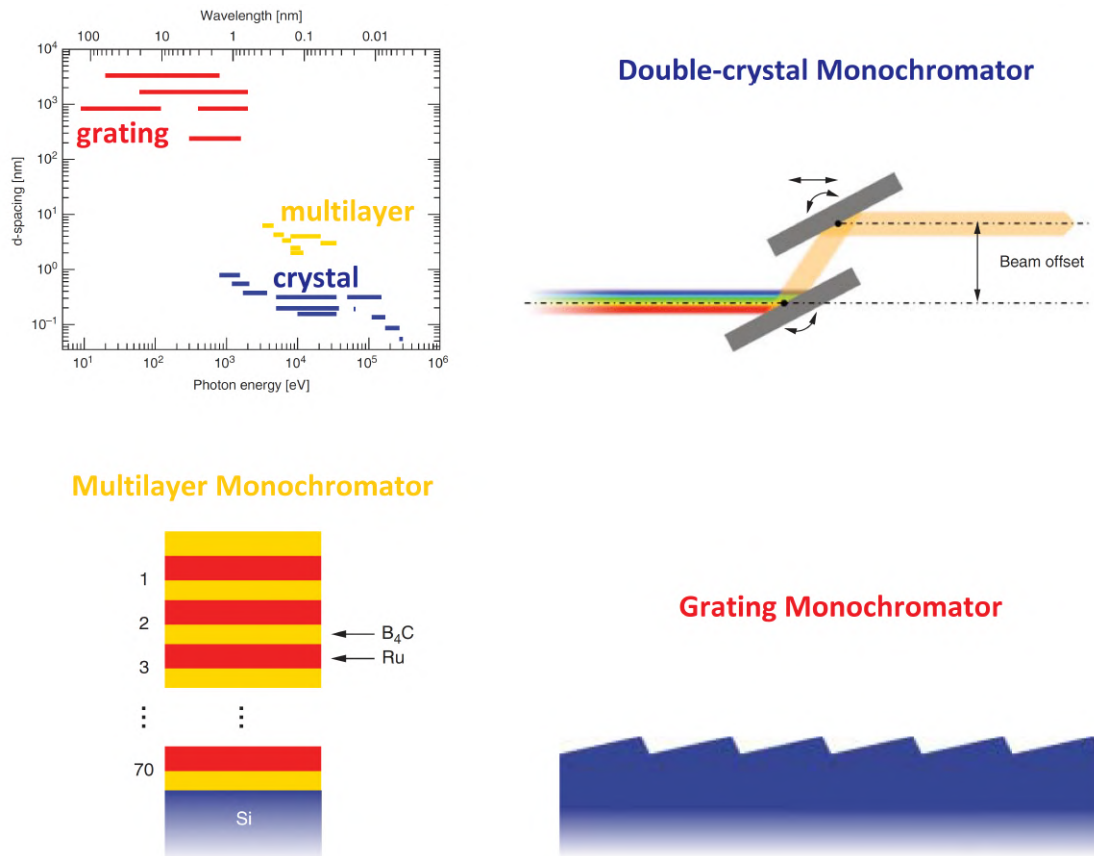 Wavelength [nm]
100 10 1 0.1 0.01
10⁴
10³
10²
10¹
10⁰
10⁻¹
d-spacing [nm]
grating
multilayer
crystal
10¹ 10² 10³ 10⁴ 10⁵ 10⁶
Photon energy [eV]
Double-crystal Monochromator
Beam offset
Multilayer Monochromator
1
2
3
70
B₄C
Ru
Si
Grating Monochromator